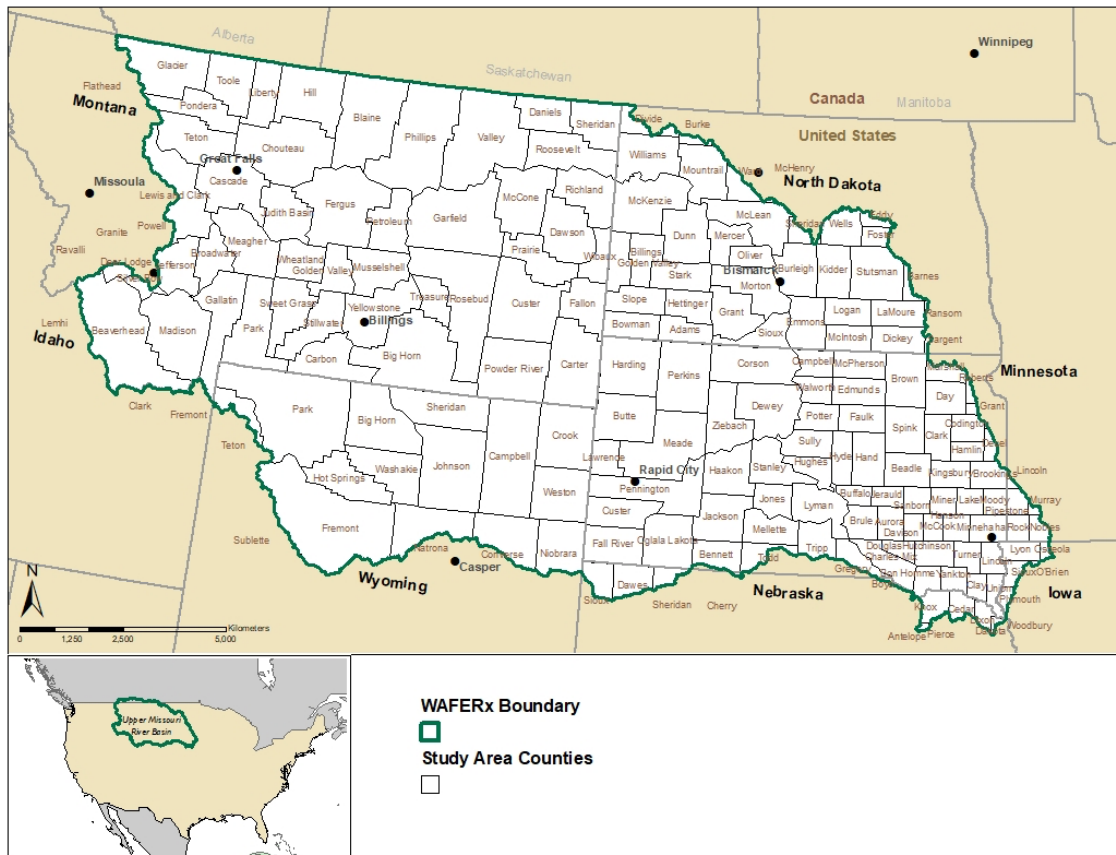 Alberta
Saskatchewan
Winnipeg
Canada
Manitoba
United States
Montana
North Dakota
Minnesota
Idaho
Wyoming
Nebraska
Iowa
Flathead
Glacier
Toole
Liberty
Hill
Blaine
Phillips
Valley
Daniels
Sheridan
Roosevelt
Divide
Burke
Williams
Mountrail
Ward
McHenry
Pondera
Teton
Chouteau
Great Falls
Cascade
Missoula
Lewis and Clark
Judith Basin
Fergus
Petroleum
Garfield
McCone
Richland
Dawson
Prairie
Wibaux
McKenzie
McLean
Dunn
Mercer
Oliver
Sheridan
Wells
Eddy
Foster
Powell
Granite
Ravalli
Deer Lodge
Silver Bow
Jefferson
Broadwater
Meagher
Wheatland
Golden Valley
Musselshell
Treasure
Rosebud
Custer
Fallon
Billings
Golden Valley
Stark
Bismarck
Morton
Burleigh
Kidder
Stutsman
Barnes
Lemhi
Beaverhead
Madison
Gallatin
Park
Sweet Grass
Stillwater
Yellowstone
Billings
Carbon
Big Horn
Powder River
Carter
Slope
Hettinger
Grant
Bowman
Adams
Sioux
Emmons
Logan
LaMoure
Ransom
McIntosh
Dickey
Sargent
Clark
Fremont
Teton
Park
Big Horn
Sheridan
Johnson
Campbell
Crook
Washakie
Hot Springs
Weston
Fremont
Sublette
Natrona
Casper
Converse
Niobrara
Harding
Perkins
Corson
Campbell
McPherson
Brown
Marshall
Roberts
Day
Grant
Walworth
Edmunds
Butte
Dewey
Ziebach
Potter
Faulk
Spink
Clark
Codington
Hamlin
Deuel
Meade
Lawrence
Rapid City
Pennington
Haakon
Stanley
Sully
Hughes
Hyde
Hand
Beadle
Kingsbury
Brookings
Lincoln
Custer
Jackson
Jones
Lyman
Buffalo
Jerauld
Sanborn
Miner
Lake
Moody
Pipestone
Murray
Fall River
Oglala Lakota
Bennett
Mellette
Todd
Tripp
Brule
Aurora
Davison
Hanson
McCook
Minnehaha
Rock
Nobles
Gregory
Charles Mix
Douglas
Hutchinson
Turner
Lincoln
Lyon
Osceola
Bon Homme
Yankton
Clay
Union
Sioux
O'Brien
Plymouth
Boyd
Knox
Cedar
Dixon
Dakota
Woodbury
Antelope
Pierce
Sioux
Dawes
Sheridan
Cherry
N
Kilometers
0 1,250 2,500 5,000
Upper Missouri
River Basin
WAFERx Boundary
Study Area Counties